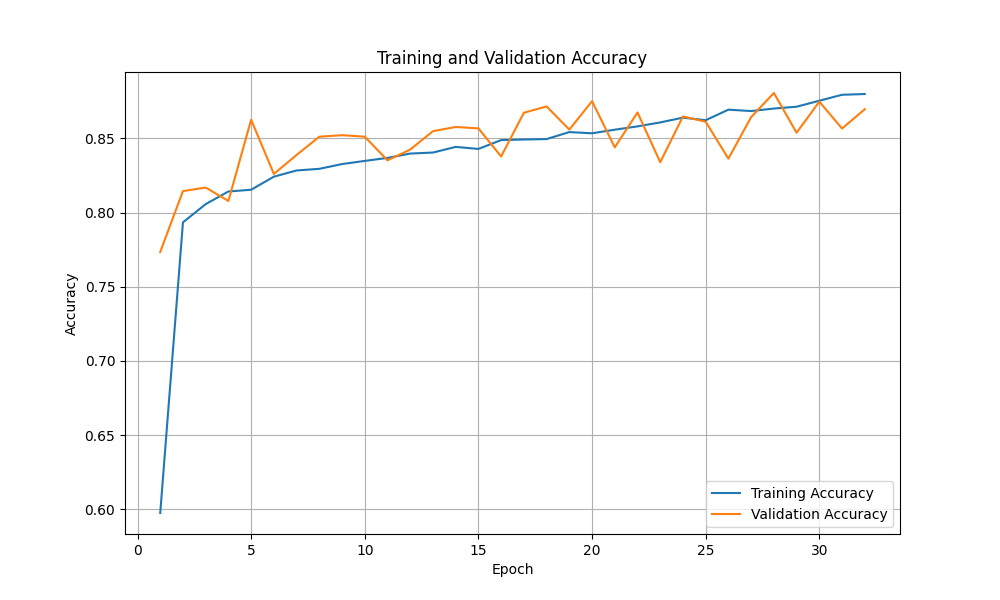 Training and Validation Accuracy
Accuracy
0.85
0.80
0.75
0.70
0.65
0.60
0 5 10 15 20 25 30
Epoch
Training Accuracy
Validation Accuracy